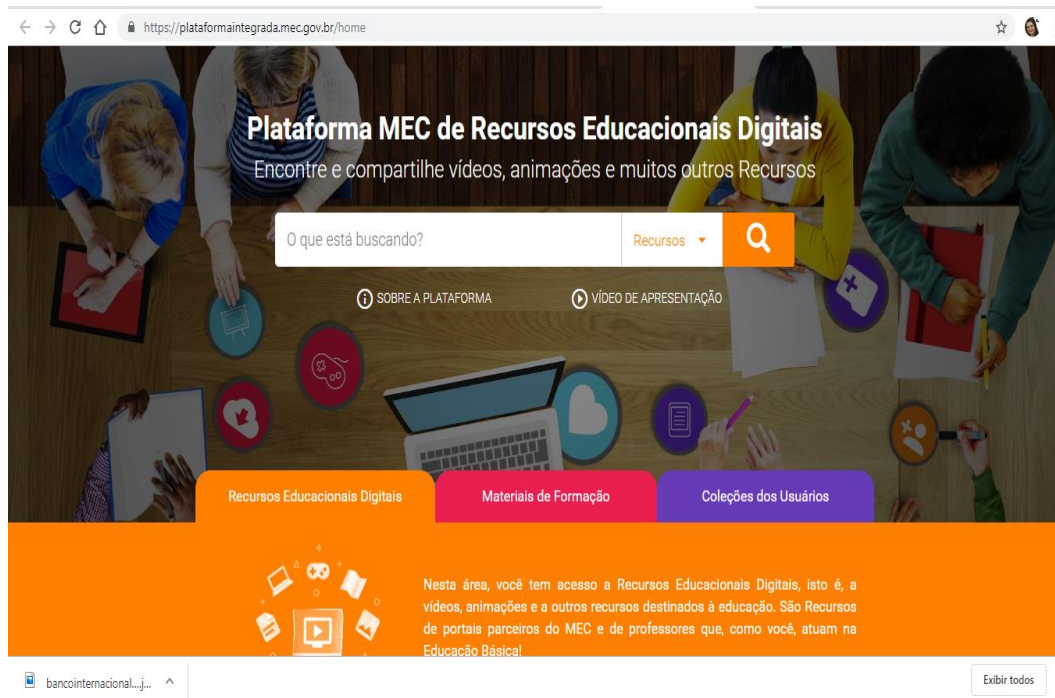 https://plataformaintegrada.mec.gov.br/home
Plataforma MEC de Recursos Educacionais Digitais
Encontre e compartilhe vídeos, animações e muitos outros Recursos
O que está buscando? Recursos
SOBRE A PLATAFORMA VÍDEO DE APRESENTAÇÃO
Recursos Educacionais Digitais Materiais de Formação Coleções dos Usuários
Nesta área, você tem acesso a Recursos Educacionais Digitais, isto é, a
vídeos, animações e a outros recursos destinados à educação. São Recursos
de portais parceiros do MEC e de professores que, como você, atuam na
Educação Básica!
bancointernacional....j... Exibir todos